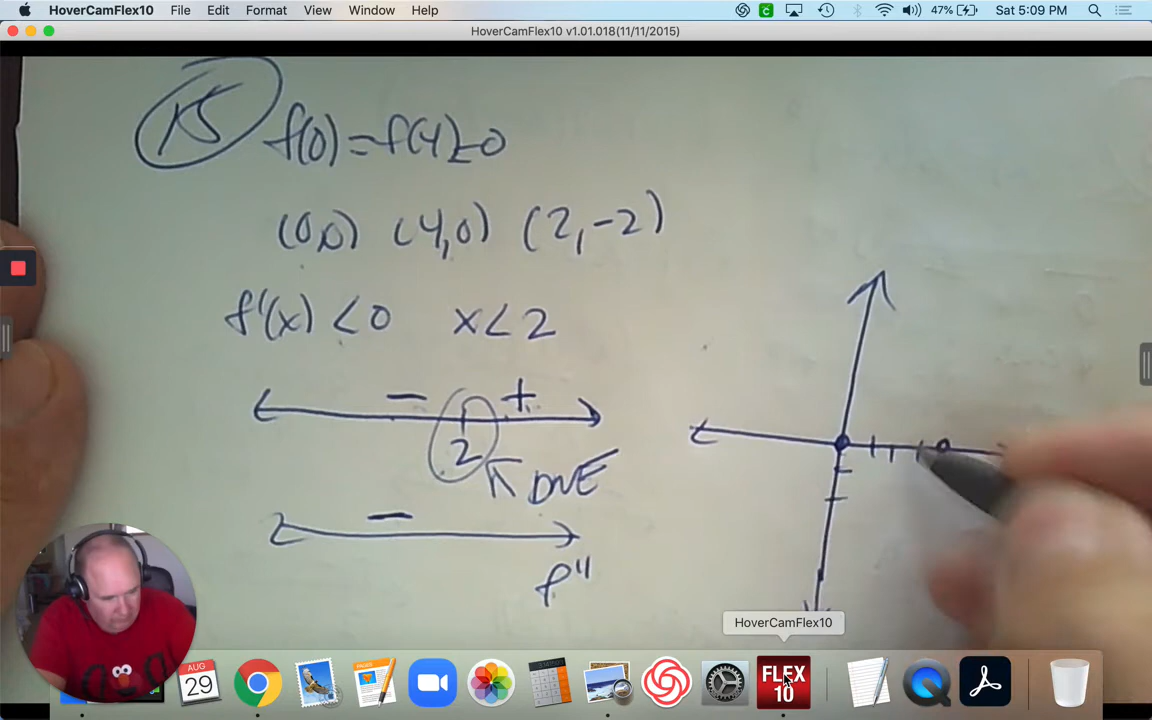 HoverCamFlex10 File Edit Format View Window Help 47% Sat 5:09 PM
HoverCamFlex10 v1.01.018(11/11/2015)
15 f(0)=f(4)=0
(0,0) (4,0) (2,-2)
f'(x) <0 x<2
− +
2
DNE
−
f"
HoverCamFlex10
AUG
29
FLEX
10